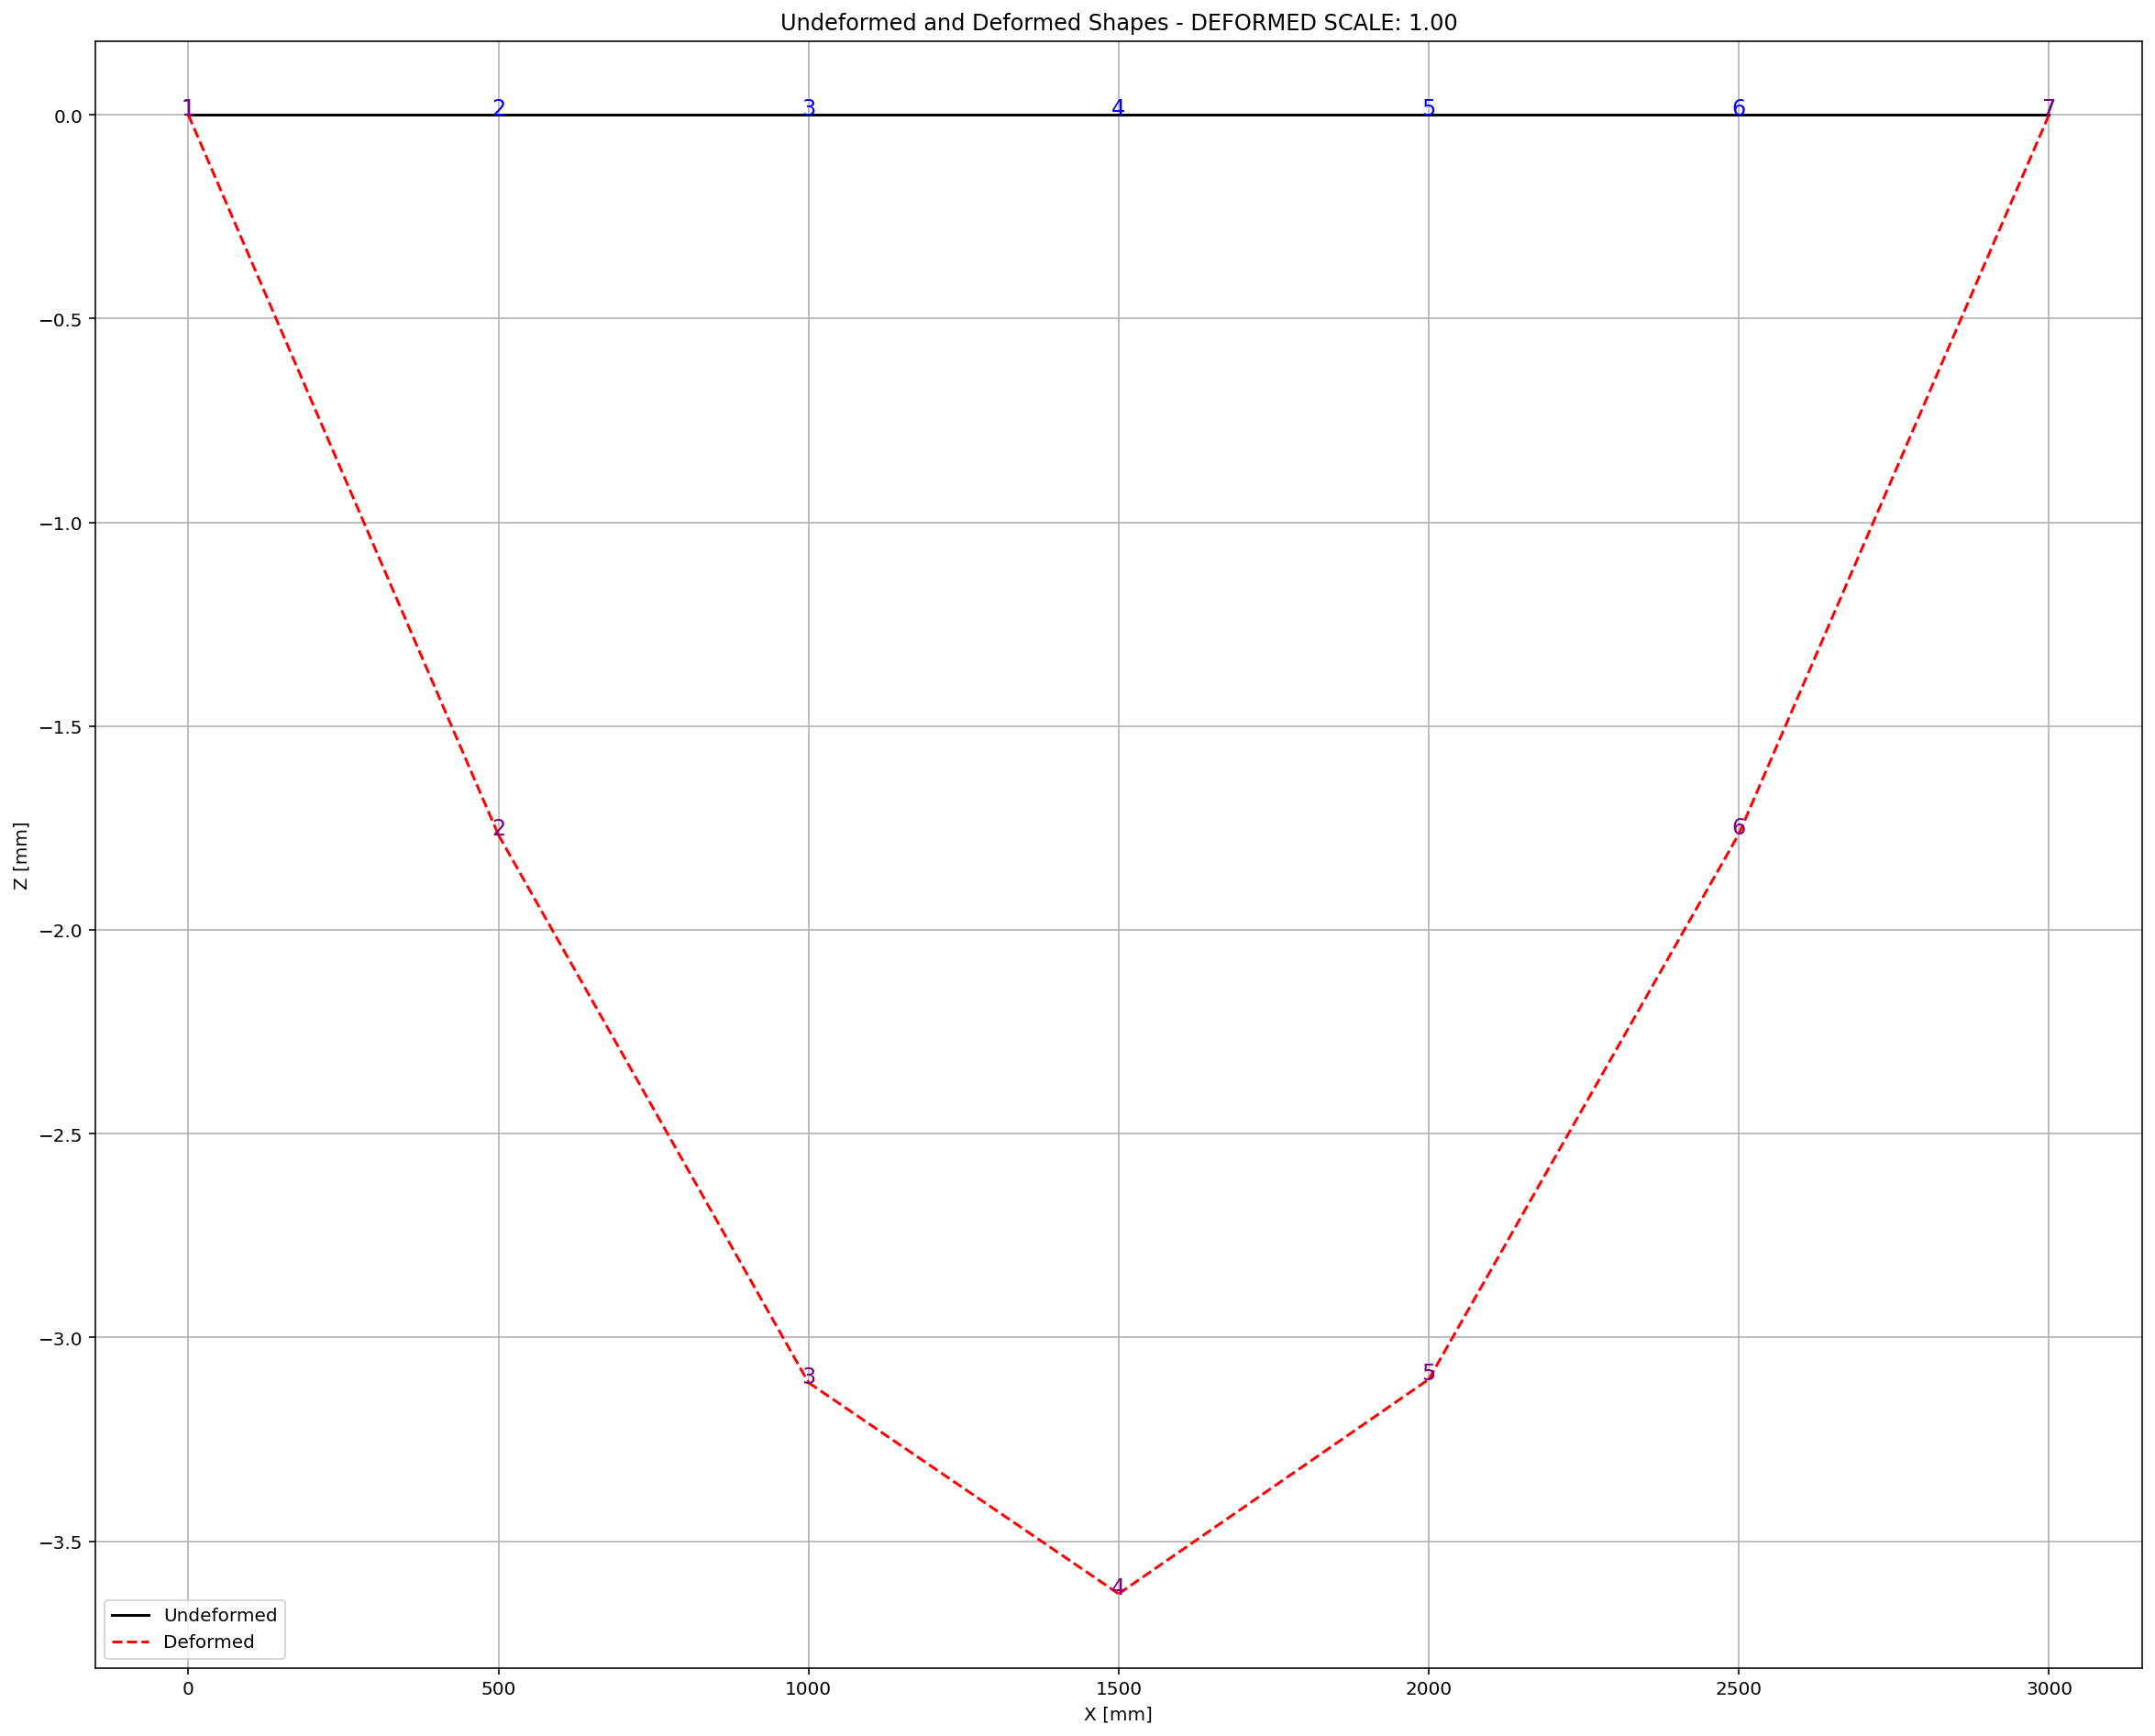 Undeformed and Deformed Shapes - DEFORMED SCALE: 1.00
1 2 3 4 5 6 7
0.0
−0.5
−1.0
−1.5
2 6
−2.0
−2.5
−3.0
3 5
−3.5
4
Z [mm]
Undeformed
Deformed
0 500 1000 1500 2000 2500 3000
X [mm]